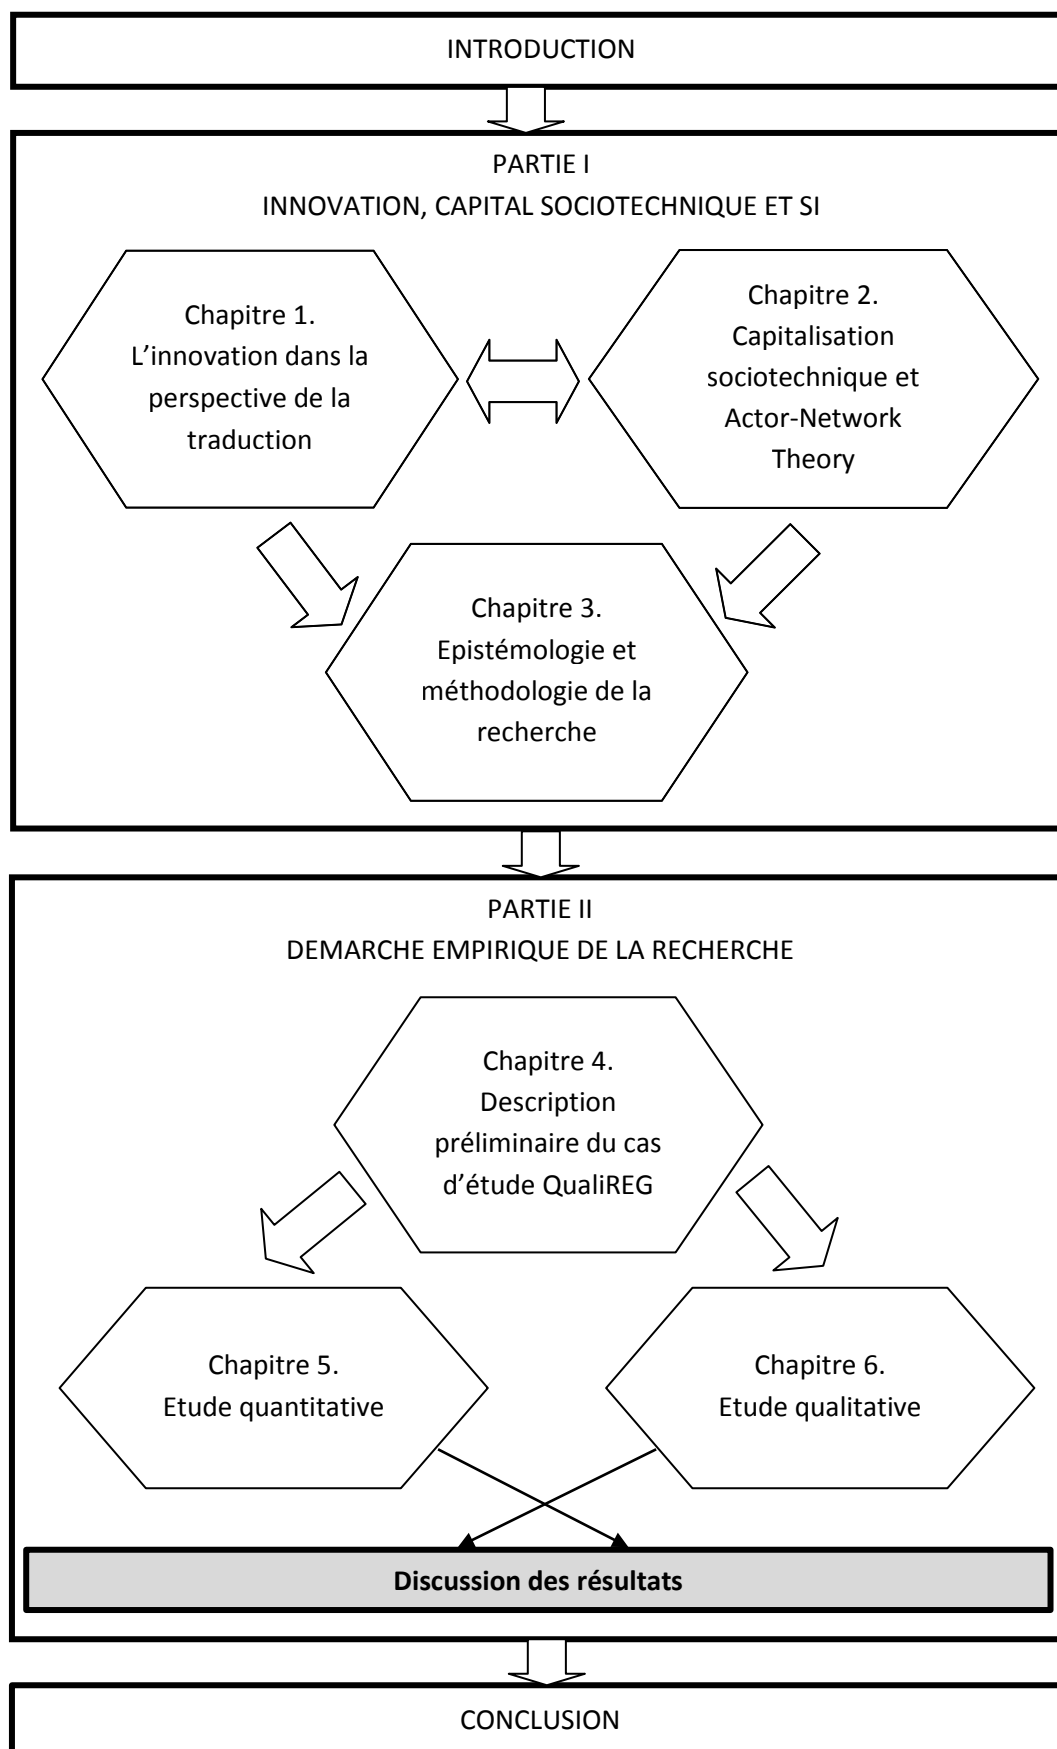 INTRODUCTION
PARTIE I
INNOVATION, CAPITAL SOCIOTECHNIQUE ET SI
Chapitre 1.
L’innovation dans la
perspective de la
traduction
Chapitre 2.
Capitalisation
sociotechnique et
Actor-Network
Theory
Chapitre 3.
Epistémologie et
méthodologie de la
recherche
PARTIE II
DEMARCHE EMPIRIQUE DE LA RECHERCHE
Chapitre 4.
Description
préliminaire du cas
d’étude QualiREG
Chapitre 5.
Etude quantitative
Chapitre 6.
Etude qualitative
Discussion des résultats
CONCLUSION